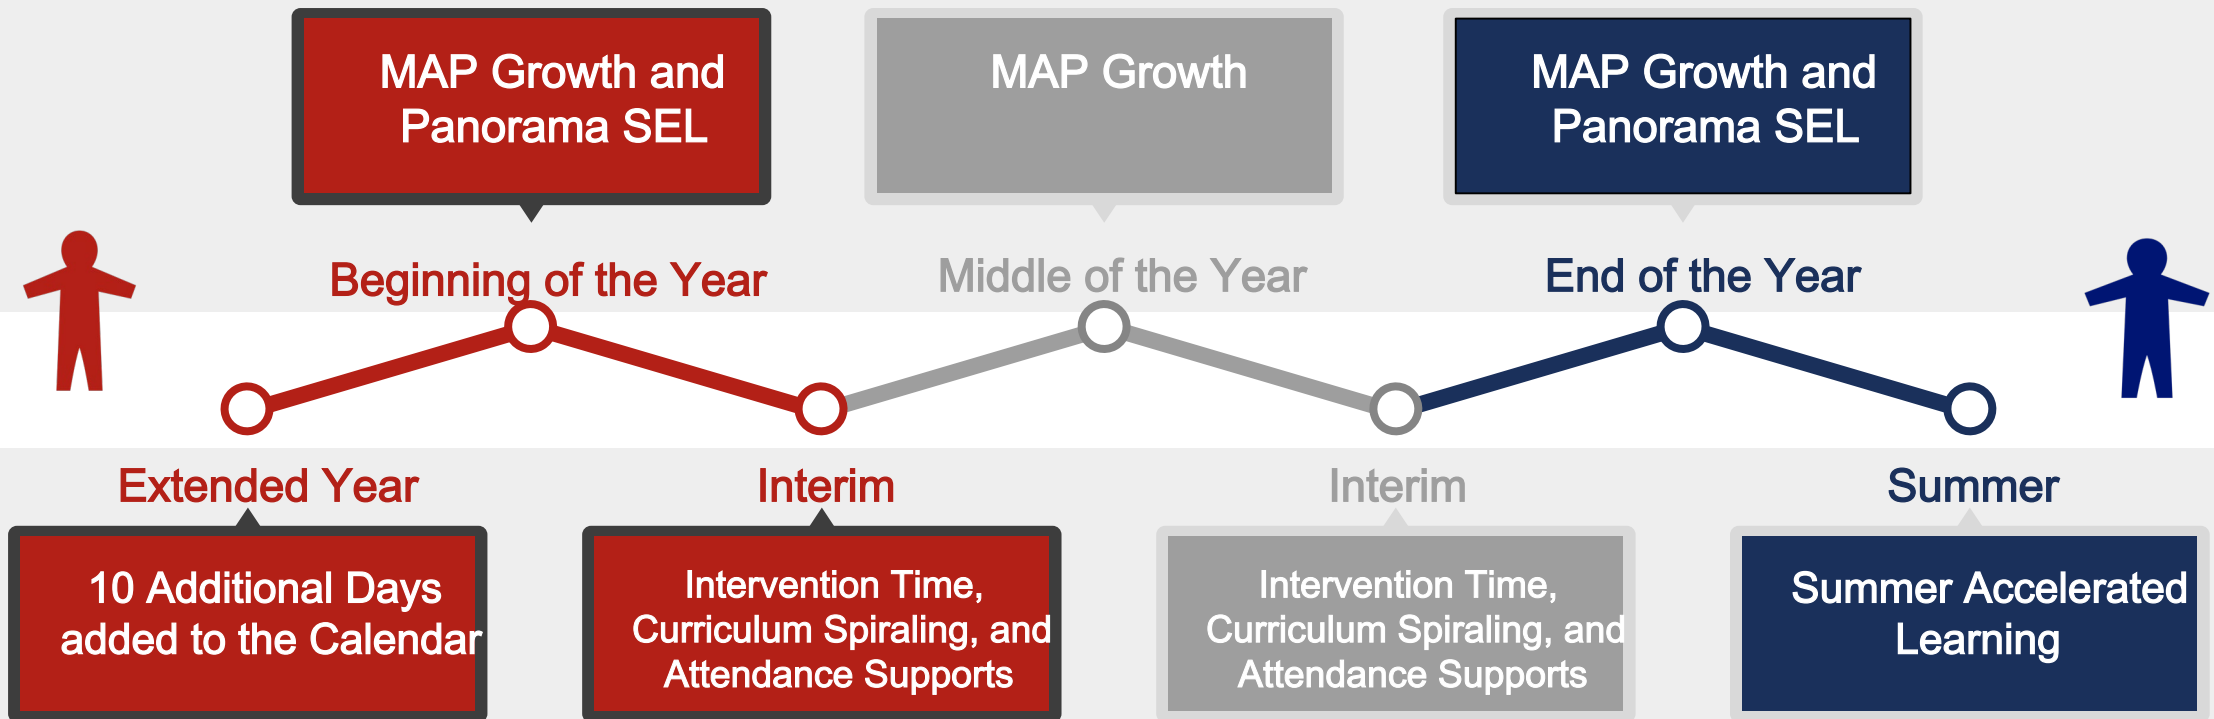 MAP Growth and
Panorama SEL
MAP Growth
MAP Growth and
Panorama SEL
Beginning of the Year
Middle of the Year
End of the Year
Extended Year
Interim
Interim
Summer
10 Additional Days
added to the Calendar
Intervention Time,
Curriculum Spiraling, and
Attendance Supports
Intervention Time,
Curriculum Spiraling, and
Attendance Supports
Summer Accelerated
Learning